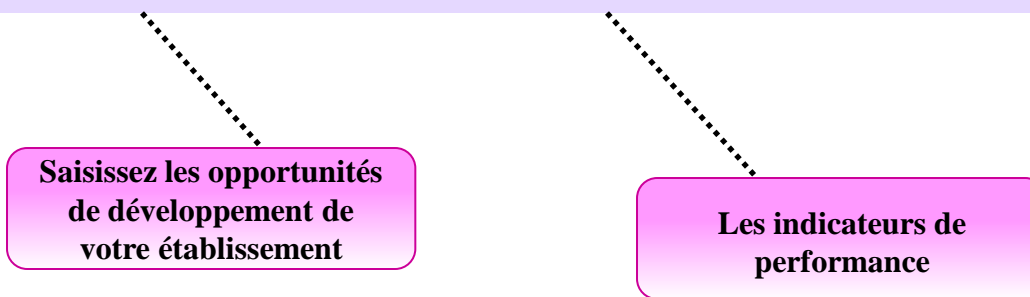 Saisissez les opportunités
de développement de
votre établissement
Les indicateurs de
performance